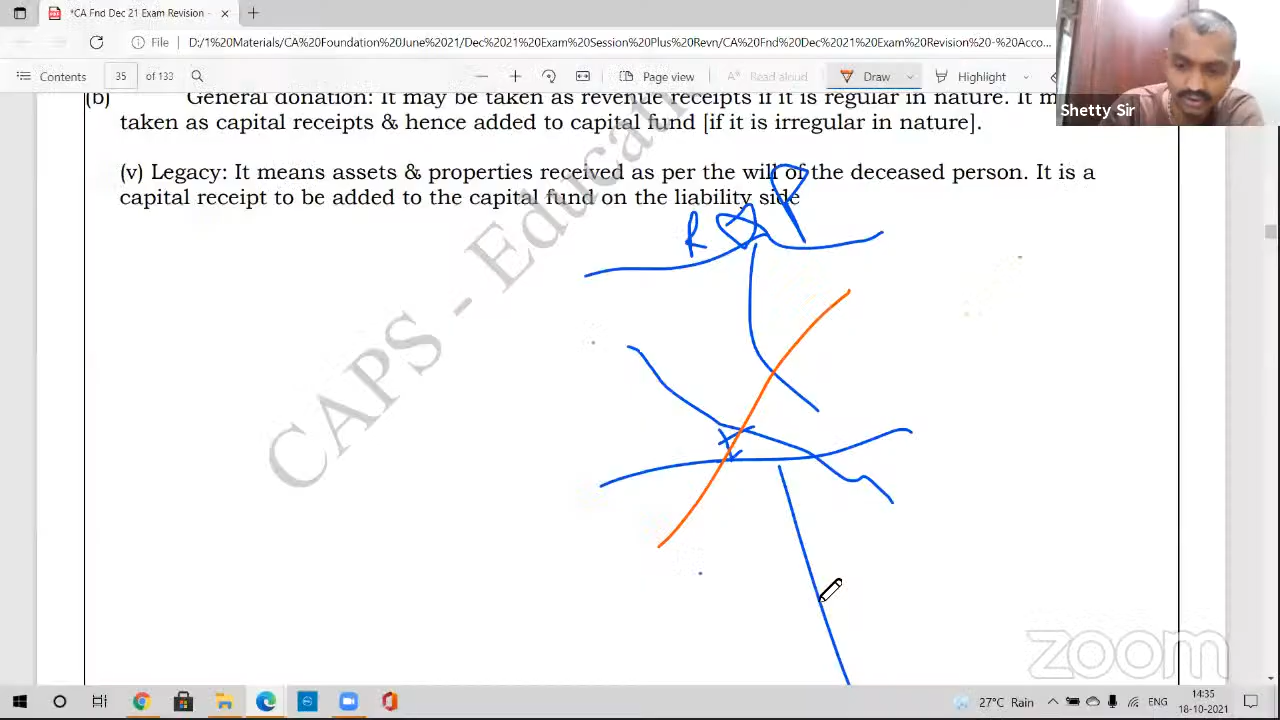 *CA Fnd Dec 21 Exam Revision -
File
D:/1%20Materials/CA%20Foundation%20June%2021/Dec%2021%20Exam%20Session%20Plus%20Revn/CA%20Fnd%20Dec%2021%20Exam%20Revision%20-%20Acco...
Contents
35
of 133
Page view
Read aloud
Draw
Highlight
Shetty Sir
(b) General donation: It may be taken as revenue receipts if it is regular in nature. It m
taken as capital receipts & hence added to capital fund [if it is irregular in nature].
(v) Legacy: It means assets & properties received as per the will of the deceased person. It is a
capital receipt to be added to the capital fund on the liability side
R & P
CAPS - Educati
zoom
27°C Rain
ENG
14:35
18-10-2021